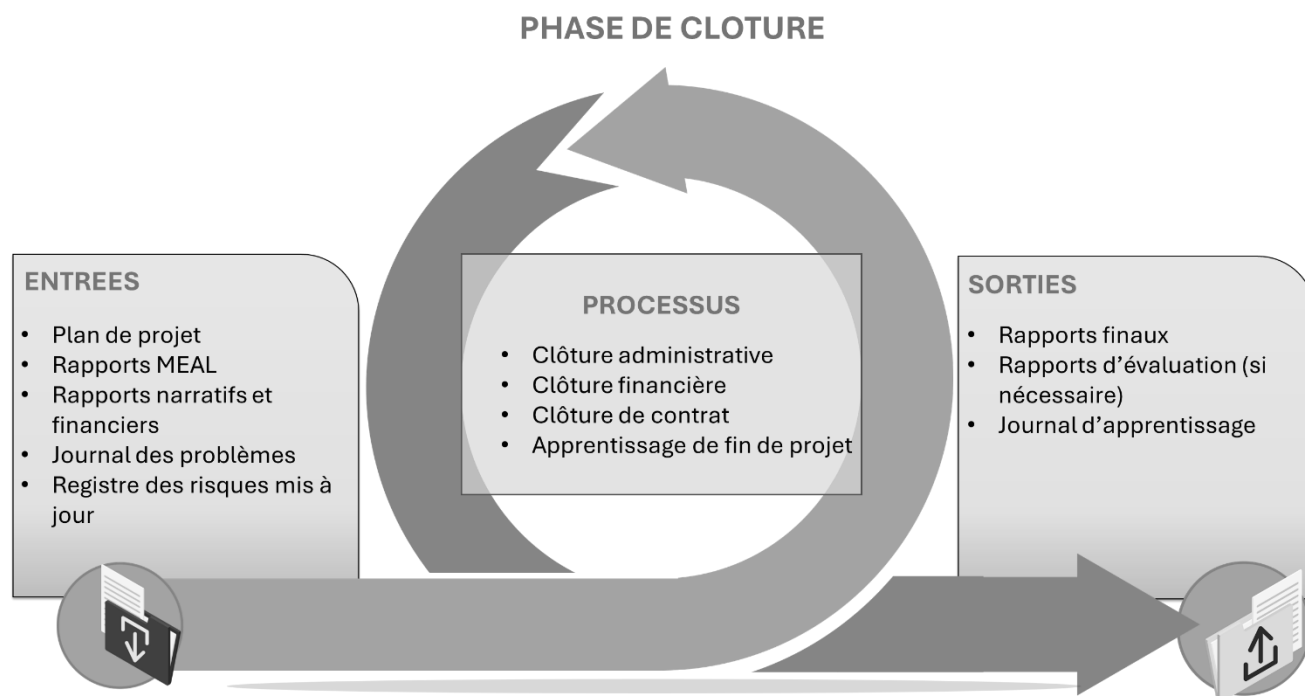 PHASE DE CLOTURE
ENTREES
• Plan de projet
• Rapports MEAL
• Rapports narratifs et
financiers
• Journal des problèmes
• Registre des risques mis à
jour
PROCESSUS
• Clôture administrative
• Clôture financière
• Clôture de contrat
• Apprentissage de fin de projet
SORTIES
• Rapports finaux
• Rapports d’évaluation (si
nécessaire)
• Journal d’apprentissage